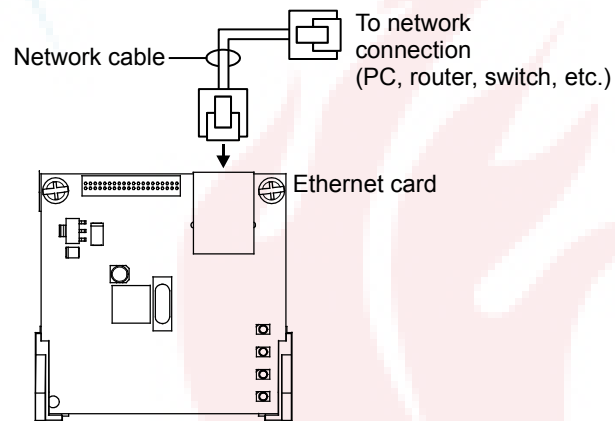 To network
connection
(PC, router, switch, etc.)
Network cable
Ethernet card